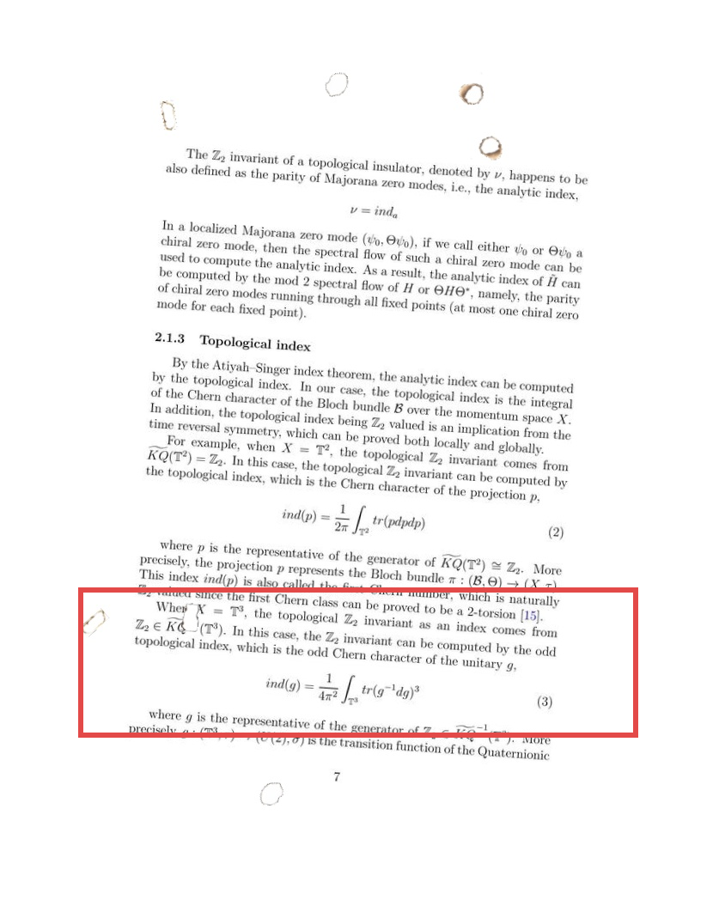 The ℤ₂ invariant of a topological insulator, denoted by ν, happens to be
also defined as the parity of Majorana zero modes, i.e., the analytic index,
ν = indₐ
In a localized Majorana zero mode (ψ₀, Θψ₀), if we call either ψ₀ or Θψ₀ a
chiral zero mode, then the spectral flow of such a chiral zero mode can be
used to compute the analytic index. As a result, the analytic index of H̃ can
be computed by the mod 2 spectral flow of H or ΘHΘ*, namely, the parity
of chiral zero modes running through all fixed points (at most one chiral zero
mode for each fixed point).
2.1.3 Topological index
By the Atiyah–Singer index theorem, the analytic index can be computed
by the topological index. In our case, the topological index is the integral
of the Chern character of the Bloch bundle 𝓑 over the momentum space X.
In addition, the topological index being ℤ₂ valued is an implication from the
time reversal symmetry, which can be proved both locally and globally.
For example, when X = 𝕋², the topological ℤ₂ invariant comes from
K͠Q(𝕋²) = ℤ₂. In this case, the topological ℤ₂ invariant can be computed by
the topological index, which is the Chern character of the projection p,
ind(p) = 1/2π ∫_𝕋² tr(pdpdp) (2)
where p is the representative of the generator of K͠Q(𝕋²) ≅ ℤ₂. More
precisely, the projection p represents the Bloch bundle π : (𝓑, Θ) → (X, τ).
This index ind(p) is also called the first Chern number, which is naturally
ℤ₂ valued since the first Chern class can be proved to be a 2-torsion [15].
When X = 𝕋³, the topological ℤ₂ invariant as an index comes from
ℤ₂ ∈ (𝕋³). In this case, the ℤ₂ invariant can be computed by the odd
topological index, which is the odd Chern character of the unitary g,
ind(g) = 1/4π² ∫_𝕋³ tr(g⁻¹dg)³ (3)
where g is the representative of the generator of More
precisely is the transition function of the Quaternionic
7